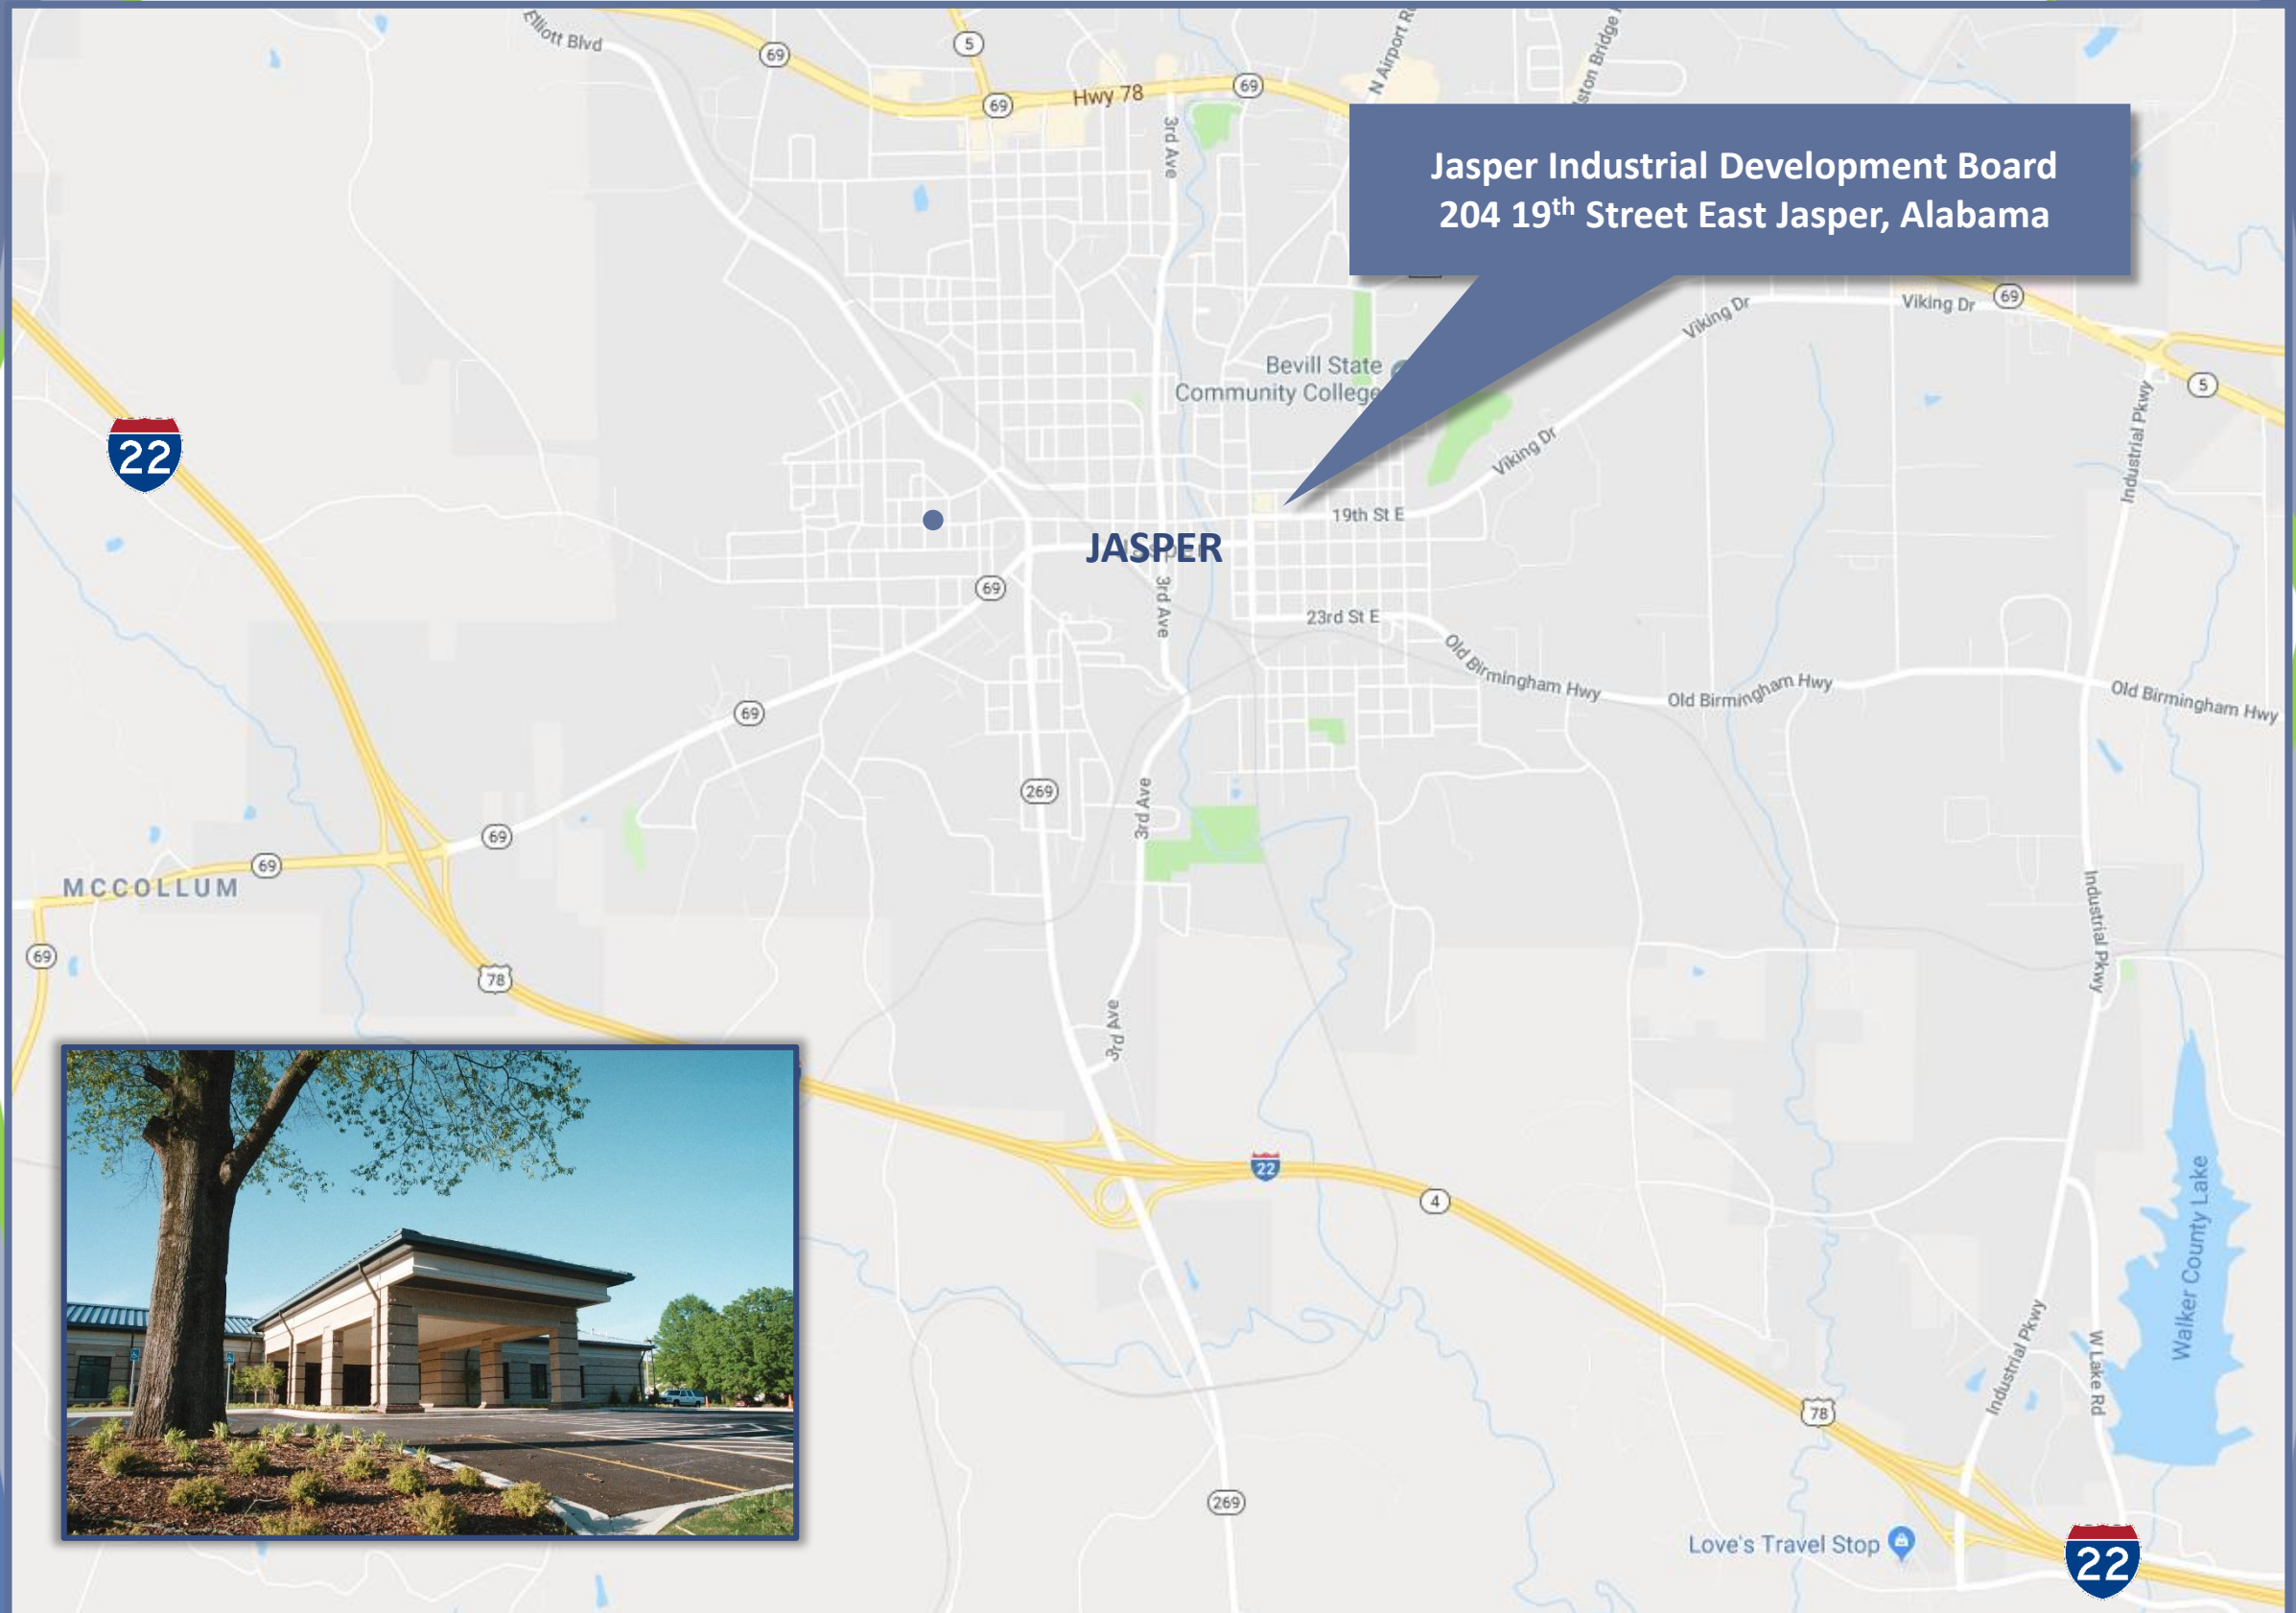 Elliott Blvd
69
5
N Airport
69
Hwy 78
69
3rd Ave
Jasper Industrial Development Board
204 19th Street East Jasper, Alabama
Viking Dr
Viking Dr
69
Bevill State
Community College
5
Industrial Pkwy
22
Viking Dr
19th St E
JASPER
Jasper
69
3rd Ave
23rd St E
Old Birmingham Hwy
Old Birmingham Hwy
Old Birmingham Hwy
69
269
3rd Ave
69
69
MCCOLLUM
Industrial Pkwy
69
78
3rd Ave
22
4
Walker County Lake
Industrial Pkwy
W Lake Rd
78
269
Love's Travel Stop
22